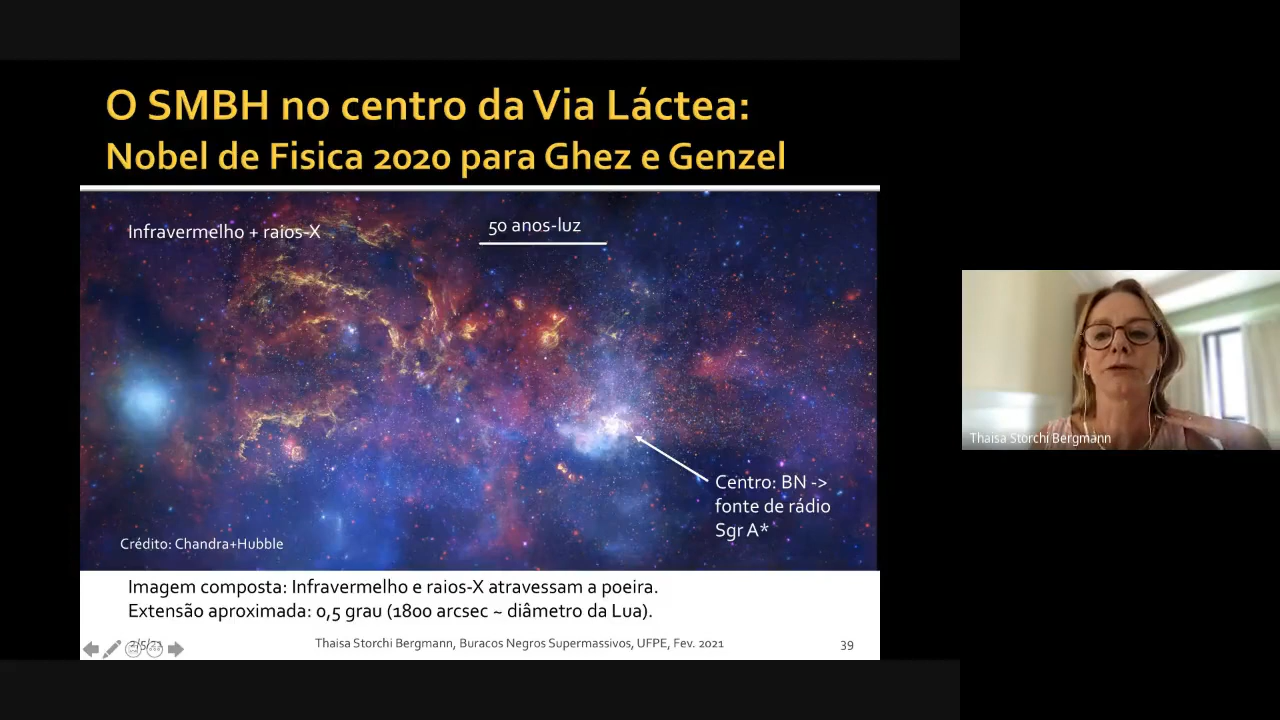 O SMBH no centro da Via Láctea:
Nobel de Fisica 2020 para Ghez e Genzel
Infravermelho + raios-X
50 anos-luz
Centro: BN ->
fonte de rádio
Sgr A*
Crédito: Chandra+Hubble
Imagem composta: Infravermelho e raios-X atravessam a poeira.
Extensão aproximada: 0,5 grau (1800 arcsec ~ diâmetro da Lua).
Thaisa Storchi Bergmann, Buracos Negros Supermassivos, UFPE, Fev. 2021
39
Thaisa Storchi Bergmann